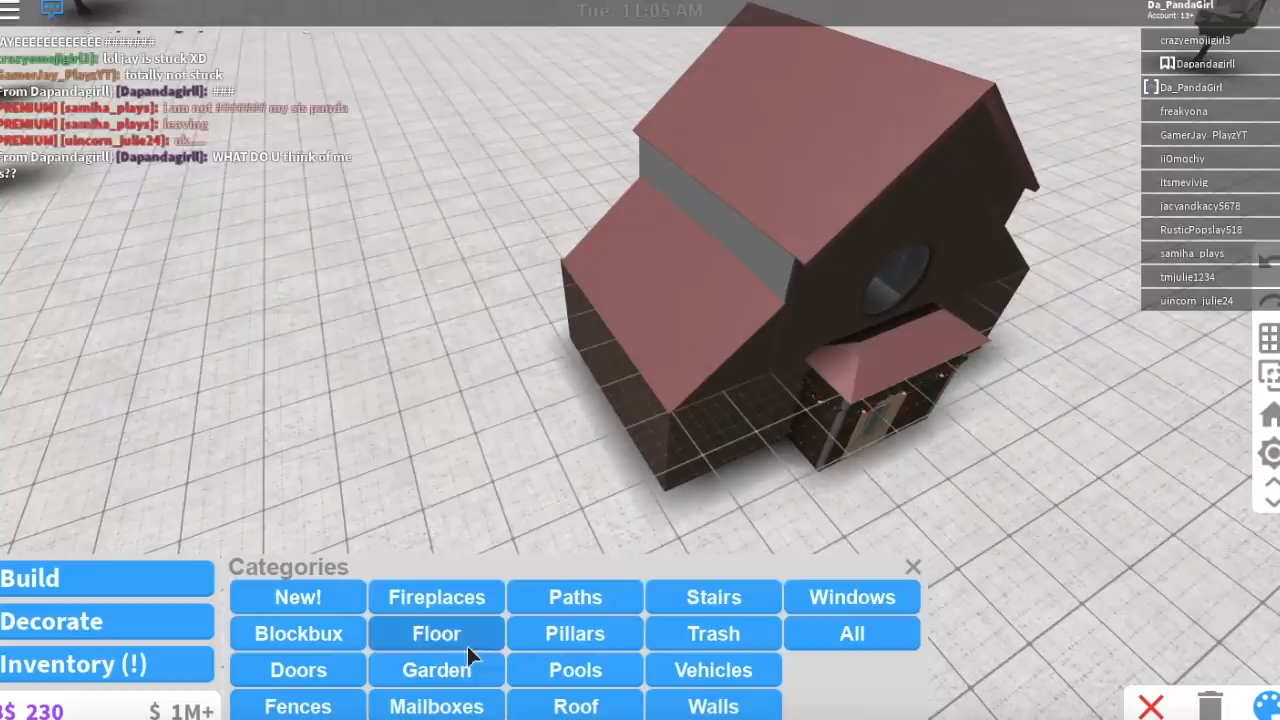 Tue. 11:05 AM
Da_PandaGirl
Account: 13+
AYEEEEEEEEEEEE #######
crazyemojigirl3]: lol jay is stuck XD
GamerJay_PlayzYT]: totally not stuck
From Dapandagirll [Dapandagirll]: ###
PREMIUM] [samiha_plays]: i am not ####### my sis panda
PREMIUM] [samiha_plays]: leaving
PREMIUM] [uincorn_julie24]: ok
From Dapandagirll [Dapandagirll]: WHAT DO U think of me
s??
crazyemojigirl3
Dapandagirll
Da_PandaGirl
freakyona
GamerJay_PlayzYT
itsmevivig
jacyandkacy5678
RusticPopslay518
samiha_plays
tmjulie1234
uincorn_julie24
Build
Decorate
Inventory (!)
B$ 230
$ 1M+
Categories
New! Fireplaces Paths Stairs Windows
Blockbux Floor Pillars Trash All
Doors Garden Pools Vehicles
Fences Mailboxes Roof Walls